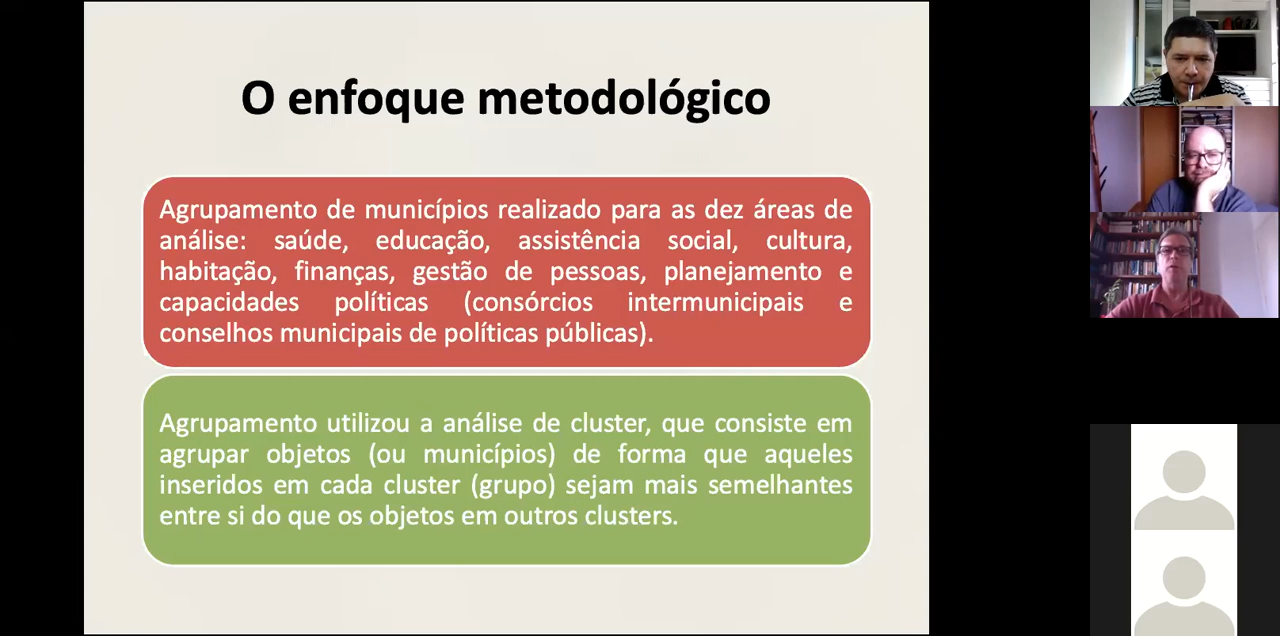 O enfoque metodológico
Agrupamento de municípios realizado para as dez áreas de
análise: saúde, educação, assistência social, cultura,
habitação, finanças, gestão de pessoas, planejamento e
capacidades políticas (consórcios intermunicipais e
conselhos municipais de políticas públicas).
Agrupamento utilizou a análise de cluster, que consiste em
agrupar objetos (ou municípios) de forma que aqueles
inseridos em cada cluster (grupo) sejam mais semelhantes
entre si do que os objetos em outros clusters.